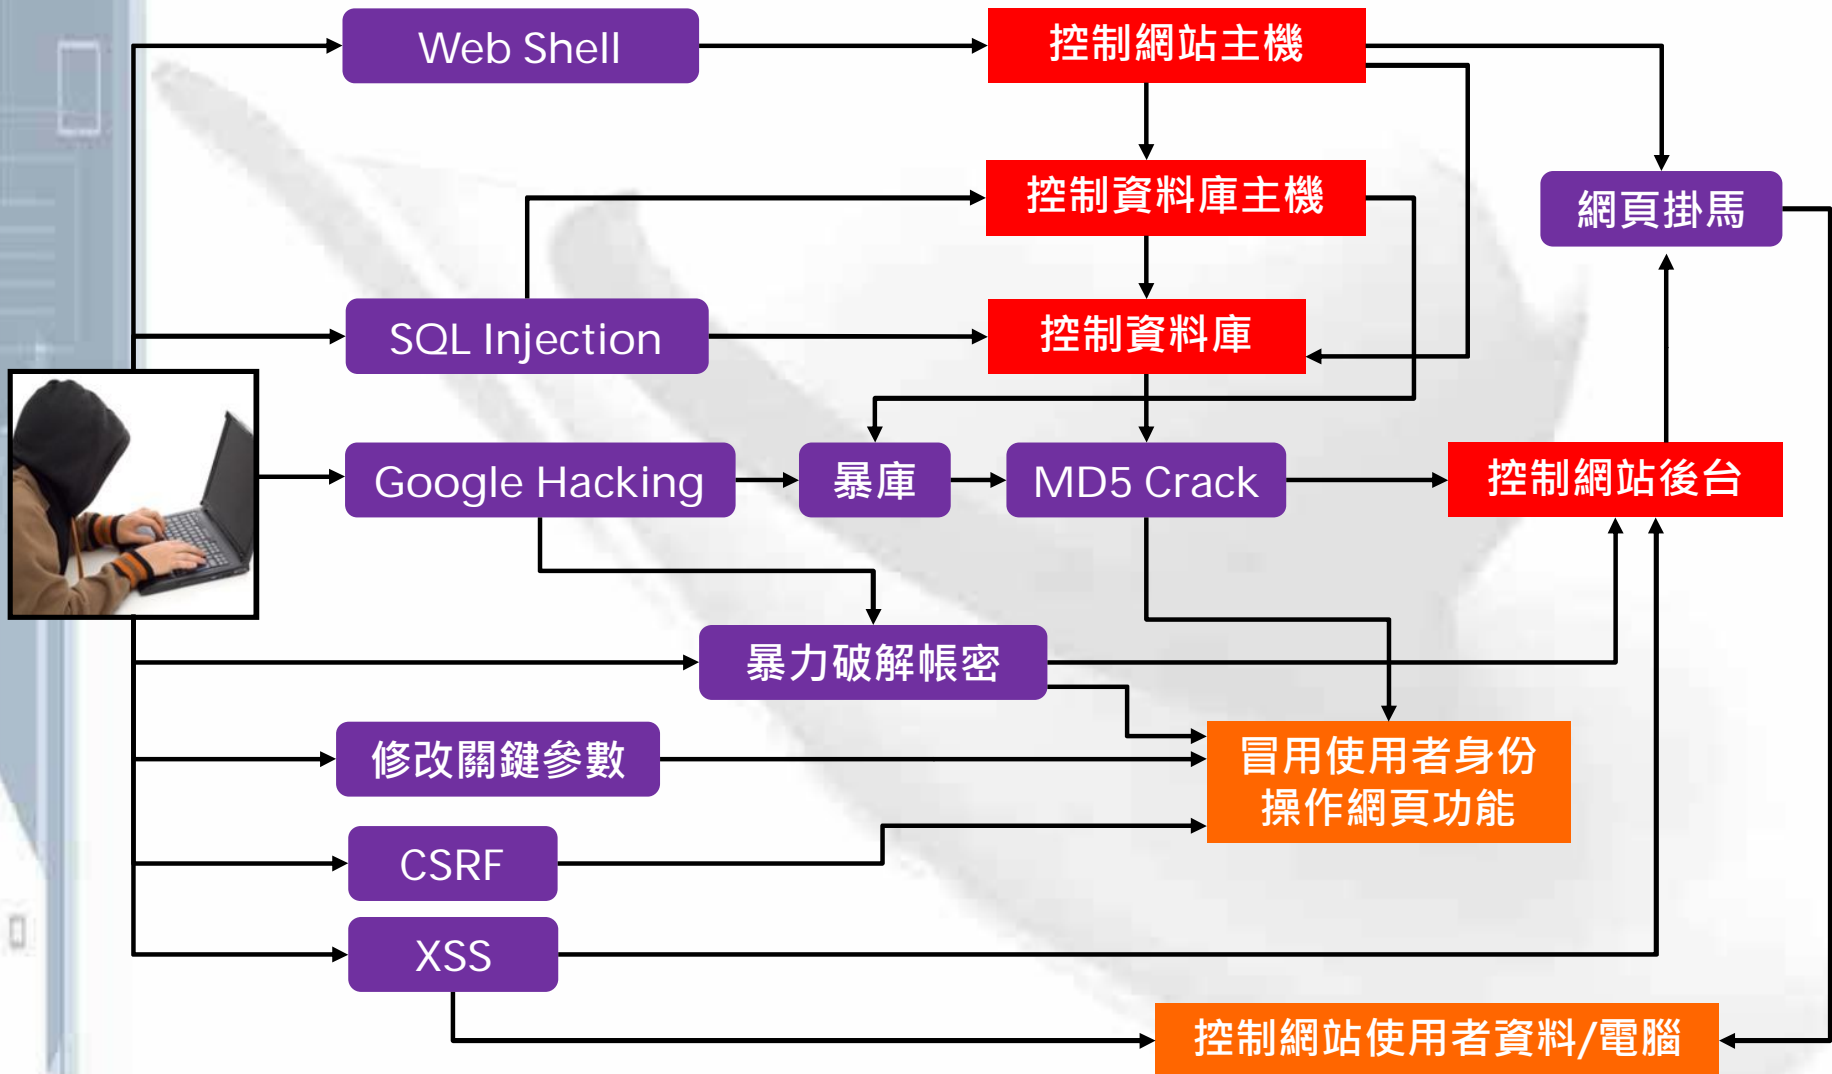 Web Shell
控制網站主機
控制資料庫主機
網頁掛馬
SQL Injection
控制資料庫
Google Hacking
暴庫
MD5 Crack
控制網站後台
暴力破解帳密
修改關鍵參數
冒用使用者身份
操作網頁功能
CSRF
XSS
控制網站使用者資料/電腦